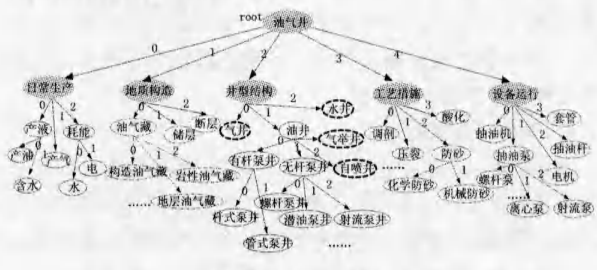 root 油气井
0 1 2 3 4
日常生产 地质构造 井型结构 工艺措施 设备运行
0 1 2 0 1 2 0 1 2 0 1 2 3 0 1 2 3
产液 耗能 油气藏 储层 断层 气井 油井 水井 调剖 压裂 防砂 酸化 抽油机 抽油泵 电机 抽油杆 套管
产油 产气 水 电 构造油气藏 地层油气藏 岩性油气藏 有杆泵井 无杆泵井 自喷井 气举井 化学防砂 机械防砂 螺杆泵 离心泵 射流泵
含水 杆式泵井 管式泵井 螺杆泵井 潜油泵井 射流泵井
…… …… …… ……